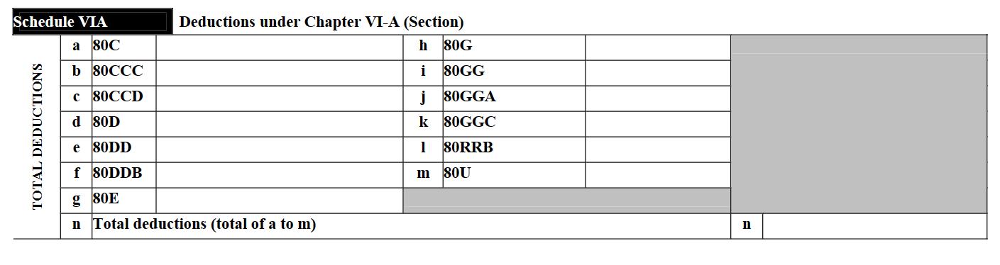 Schedule VIA Deductions under Chapter VI-A (Section)
TOTAL DEDUCTIONS
a 80C h 80G
b 80CCC i 80GG
c 80CCD j 80GGA
d 80D k 80GGC
e 80DD l 80RRB
f 80DDB m 80U
g 80E
n Total deductions (total of a to m) n